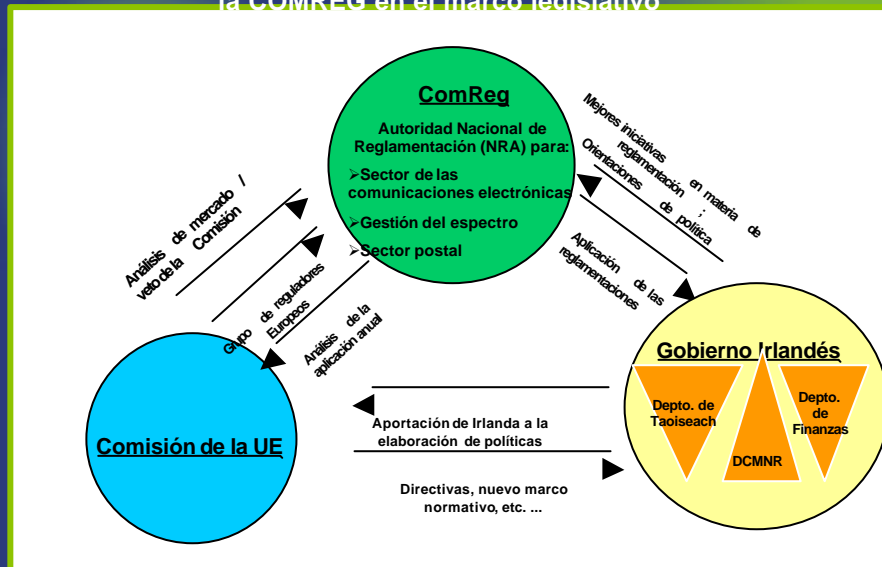 la COMREG en el marco legislativo
ComReg
Autoridad Nacional de
Reglamentación (NRA) para:
➢Sector de las
comunicaciones electrónicas
➢Gestión del espectro
➢Sector postal
Mejores iniciativas en materia de
reglamentación ;
Orientaciones de política
Aplicación de las
reglamentaciones
Análisis de mercado /
veto de la Comisión
Grupo de reguladores
Europeos
Análisis de la
aplicación anual
Comisión de la UE
Aportación de Irlanda a la
elaboración de políticas
Directivas, nuevo marco
normativo, etc. ...
Gobierno Irlandés
Depto. de
Taoiseach
DCMNR
Depto.
de
Finanzas